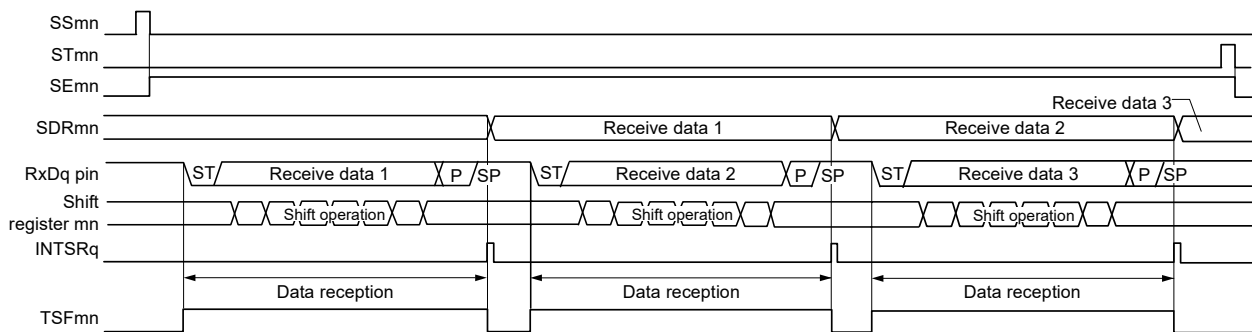 SSmn
STmn
SEmn
Receive data 3
SDRmn Receive data 1 Receive data 2
RxDq pin ST Receive data 1 P SP ST Receive data 2 P SP ST Receive data 3 P SP
Shift
register mn Shift operation Shift operation Shift operation
INTSRq
Data reception Data reception Data reception
TSFmn